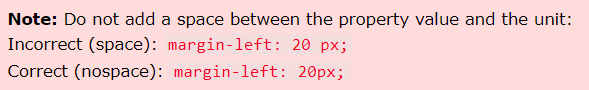 Note: Do not add a space between the property value and the unit:
Incorrect (space): margin-left: 20 px;
Correct (nospace): margin-left: 20px;